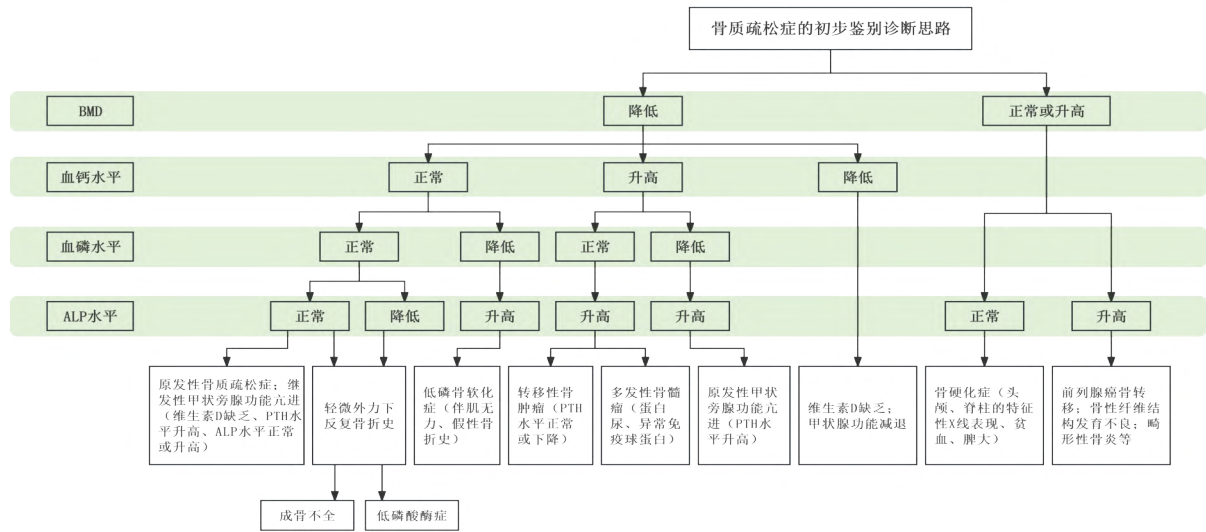 骨质疏松症的初步鉴别诊断思路
BMD
降低
正常或升高
血钙水平
正常
升高
降低
血磷水平
正常
降低
正常
降低
ALP水平
正常
降低
升高
升高
升高
正常
升高
原发性骨质疏松症；继
发性甲状旁腺功能亢进
（维生素D缺乏、PTH水
平升高、ALP水平正常
或升高）
轻微外力下
反复骨折史
低磷骨软化
症（伴肌无
力、假性骨
折史）
转移性骨
肿瘤（PTH
水平正常
或下降）
多发性骨髓
瘤（蛋白
尿、异常免
疫球蛋白）
原发性甲状
旁腺功能亢
进（PTH水
平升高）
维生素D缺乏；
甲状腺功能减退
骨硬化症（头
颅、脊柱的特征
性X线表现、贫
血、脾大）
前列腺癌骨转
移；骨性纤维结
构发育不良；畸
形性骨炎等
成骨不全
低磷酸酶症